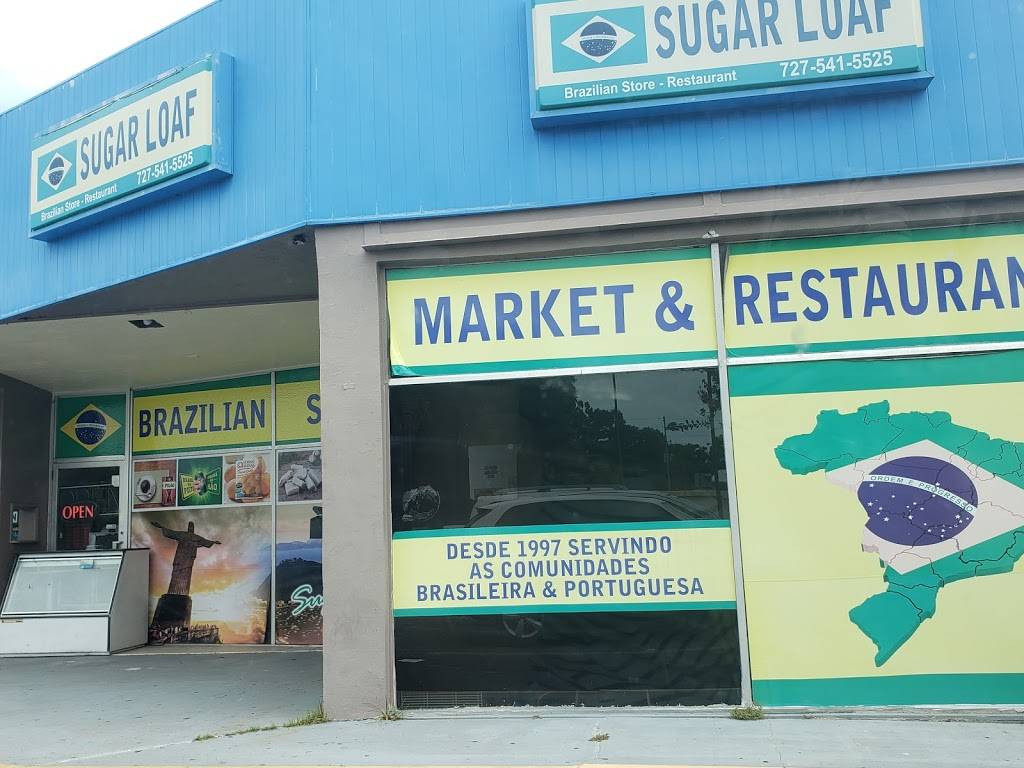 SUGAR LOAF
Brazilian Store - Restaurant 727-541-5525
SUGAR LOAF
Brazilian Store - Restaurant 727-541-5525
MARKET & RESTAURAN
BRAZILIAN S
OPEN
ORDEM E PROGRESSO
DESDE 1997 SERVINDO
AS COMUNIDADES
BRASILEIRA & PORTUGUESA
Su